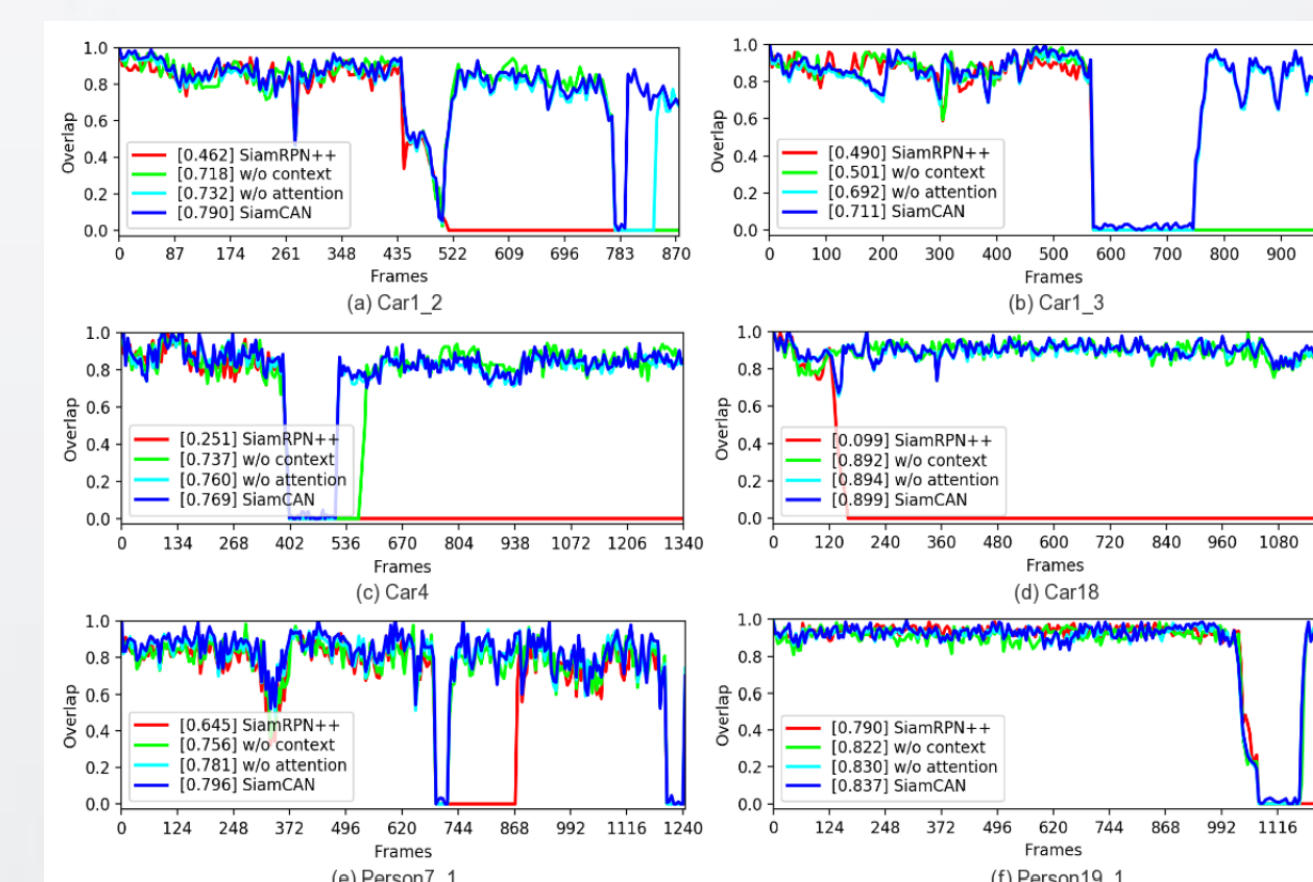 1.0
0.8
0.6
0.4
0.2
0.0
Overlap
[0.462] SiamRPN++
[0.718] w/o context
[0.732] w/o attention
[0.790] SiamCAN
0 87 174 261 348 435 522 609 696 783 870
Frames
(a) Car1_2
1.0
0.8
0.6
0.4
0.2
0.0
Overlap
[0.490] SiamRPN++
[0.501] w/o context
[0.692] w/o attention
[0.711] SiamCAN
0 100 200 300 400 500 600 700 800 900
Frames
(b) Car1_3
1.0
0.8
0.6
0.4
0.2
0.0
Overlap
[0.251] SiamRPN++
[0.737] w/o context
[0.760] w/o attention
[0.769] SiamCAN
0 134 268 402 536 670 804 938 1072 1206 1340
Frames
(c) Car4
1.0
0.8
0.6
0.4
0.2
0.0
Overlap
[0.099] SiamRPN++
[0.892] w/o context
[0.894] w/o attention
[0.899] SiamCAN
0 120 240 360 480 600 720 840 960 1080
Frames
(d) Car18
1.0
0.8
0.6
0.4
0.2
0.0
Overlap
[0.645] SiamRPN++
[0.756] w/o context
[0.781] w/o attention
[0.796] SiamCAN
0 124 248 372 496 620 744 868 992 1116 1240
Frames
(e) Person7_1
1.0
0.8
0.6
0.4
0.2
0.0
Overlap
[0.790] SiamRPN++
[0.822] w/o context
[0.830] w/o attention
[0.837] SiamCAN
0 124 248 372 496 620 744 868 992 1116
Frames
(f) Person19_1